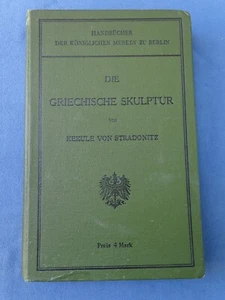 HANDBÜCHER
DER KÖNIGLICHEN MUSEEN ZU BERLIN
DIE
GRIECHISCHE SKULPTUR
VON
KEKULE VON STRADONITZ
Preis 4 Mark